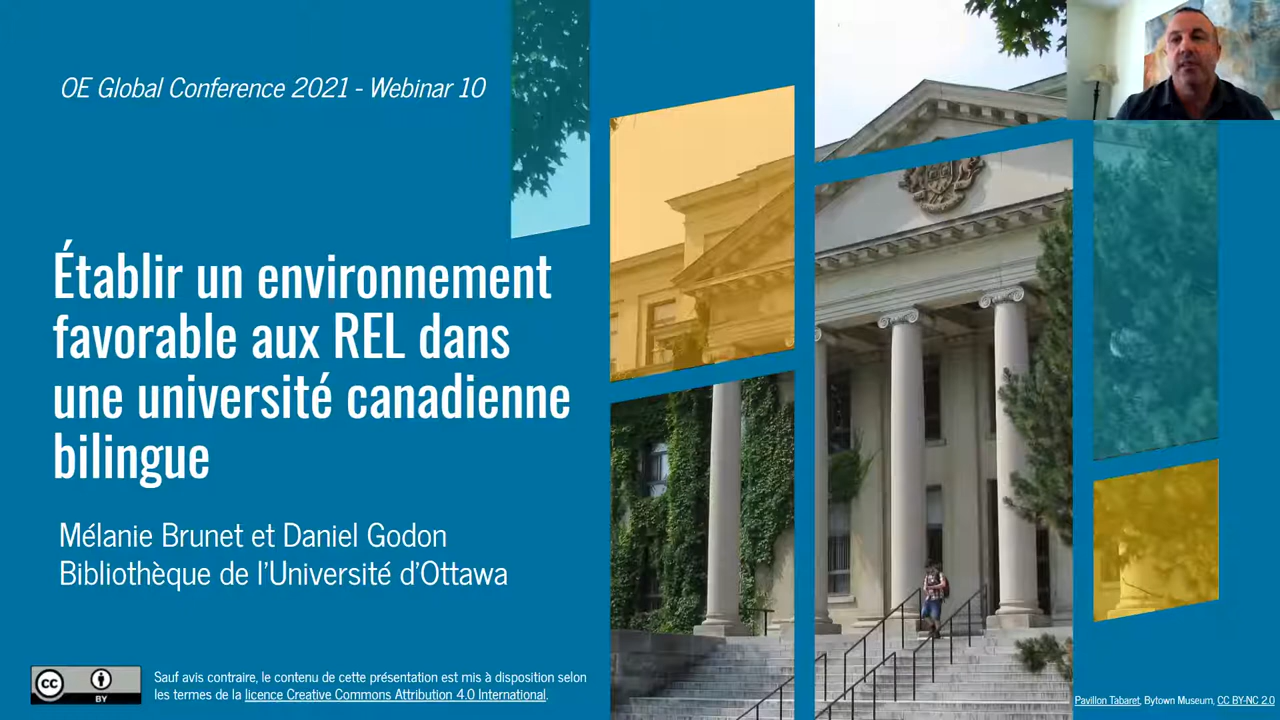 OE Global Conference 2021 - Webinar 10
Établir un environnement
favorable aux REL dans
une université canadienne
bilingue
Mélanie Brunet et Daniel Godon
Bibliothèque de l'Université d'Ottawa
cc
BY
Sauf avis contraire, le contenu de cette présentation est mis à disposition selon
les termes de la licence Creative Commons Attribution 4.0 International.
Pavillon Tabaret, Bytown Museum, CC BY-NC 2.0